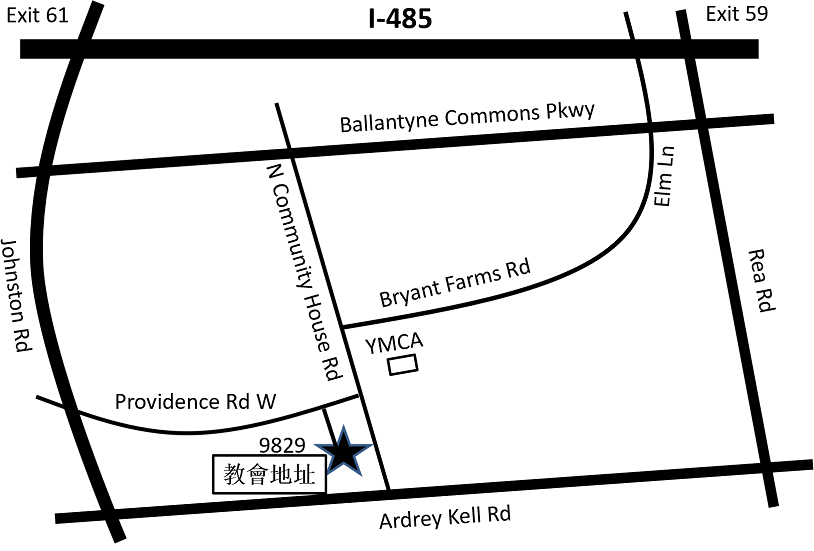 Exit 61
I-485
Exit 59
Ballantyne Commons Pkwy
N Community House Rd
Elm Ln
Johnston Rd
Bryant Farms Rd
Rea Rd
YMCA
Providence Rd W
9829
教會地址
Ardrey Kell Rd